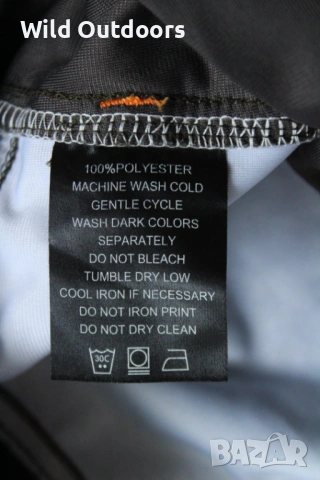 Wild Outdoors
100%POLYESTER
MACHINE WASH COLD
GENTLE CYCLE
WASH DARK COLORS
SEPARATELY
DO NOT BLEACH
TUMBLE DRY LOW
COOL IRON IF NECESSARY
DO NOT IRON PRINT
DO NOT DRY CLEAN
30C
BAZAR